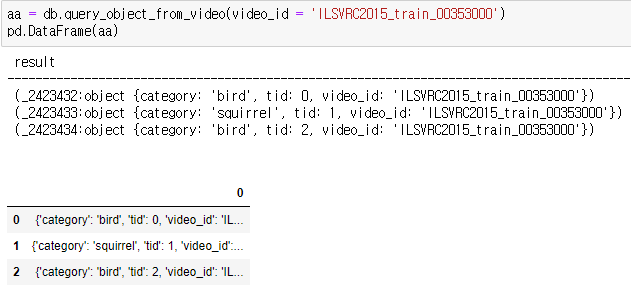 aa = db.query_object_from_video(video_id = 'ILSVRC2015_train_00353000')
pd.DataFrame(aa)
result
(_2423432:object {category: 'bird', tid: 0, video_id: 'ILSVRC2015_train_00353000'})
(_2423433:object {category: 'squirrel', tid: 1, video_id: 'ILSVRC2015_train_00353000'})
(_2423434:object {category: 'bird', tid: 2, video_id: 'ILSVRC2015_train_00353000'})
0
0 {'category': 'bird', 'tid': 0, 'video_id': 'IL...
1 {'category': 'squirrel', 'tid': 1, 'video_id':...
2 {'category': 'bird', 'tid': 2, 'video_id': 'IL...